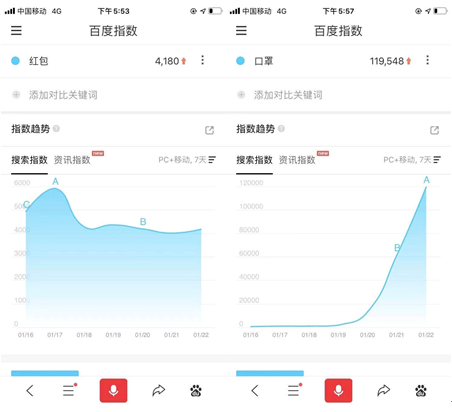 中国移动 4G 下午5:53
百度指数
红包 4,180
添加对比关键词
指数趋势
搜索指数 资讯指数 new PC+移动, 7天
A
C
B
6000
5000
4000
3000
2000
1000
0
01/16 01/17 01/18 01/19 01/20 01/21 01/22
中国移动 4G 下午5:57
百度指数
口罩 119,548
添加对比关键词
指数趋势
搜索指数 资讯指数 new PC+移动, 7天
A
B
120000
100000
80000
60000
40000
20000
0
01/16 01/17 01/18 01/19 01/20 01/21 01/22